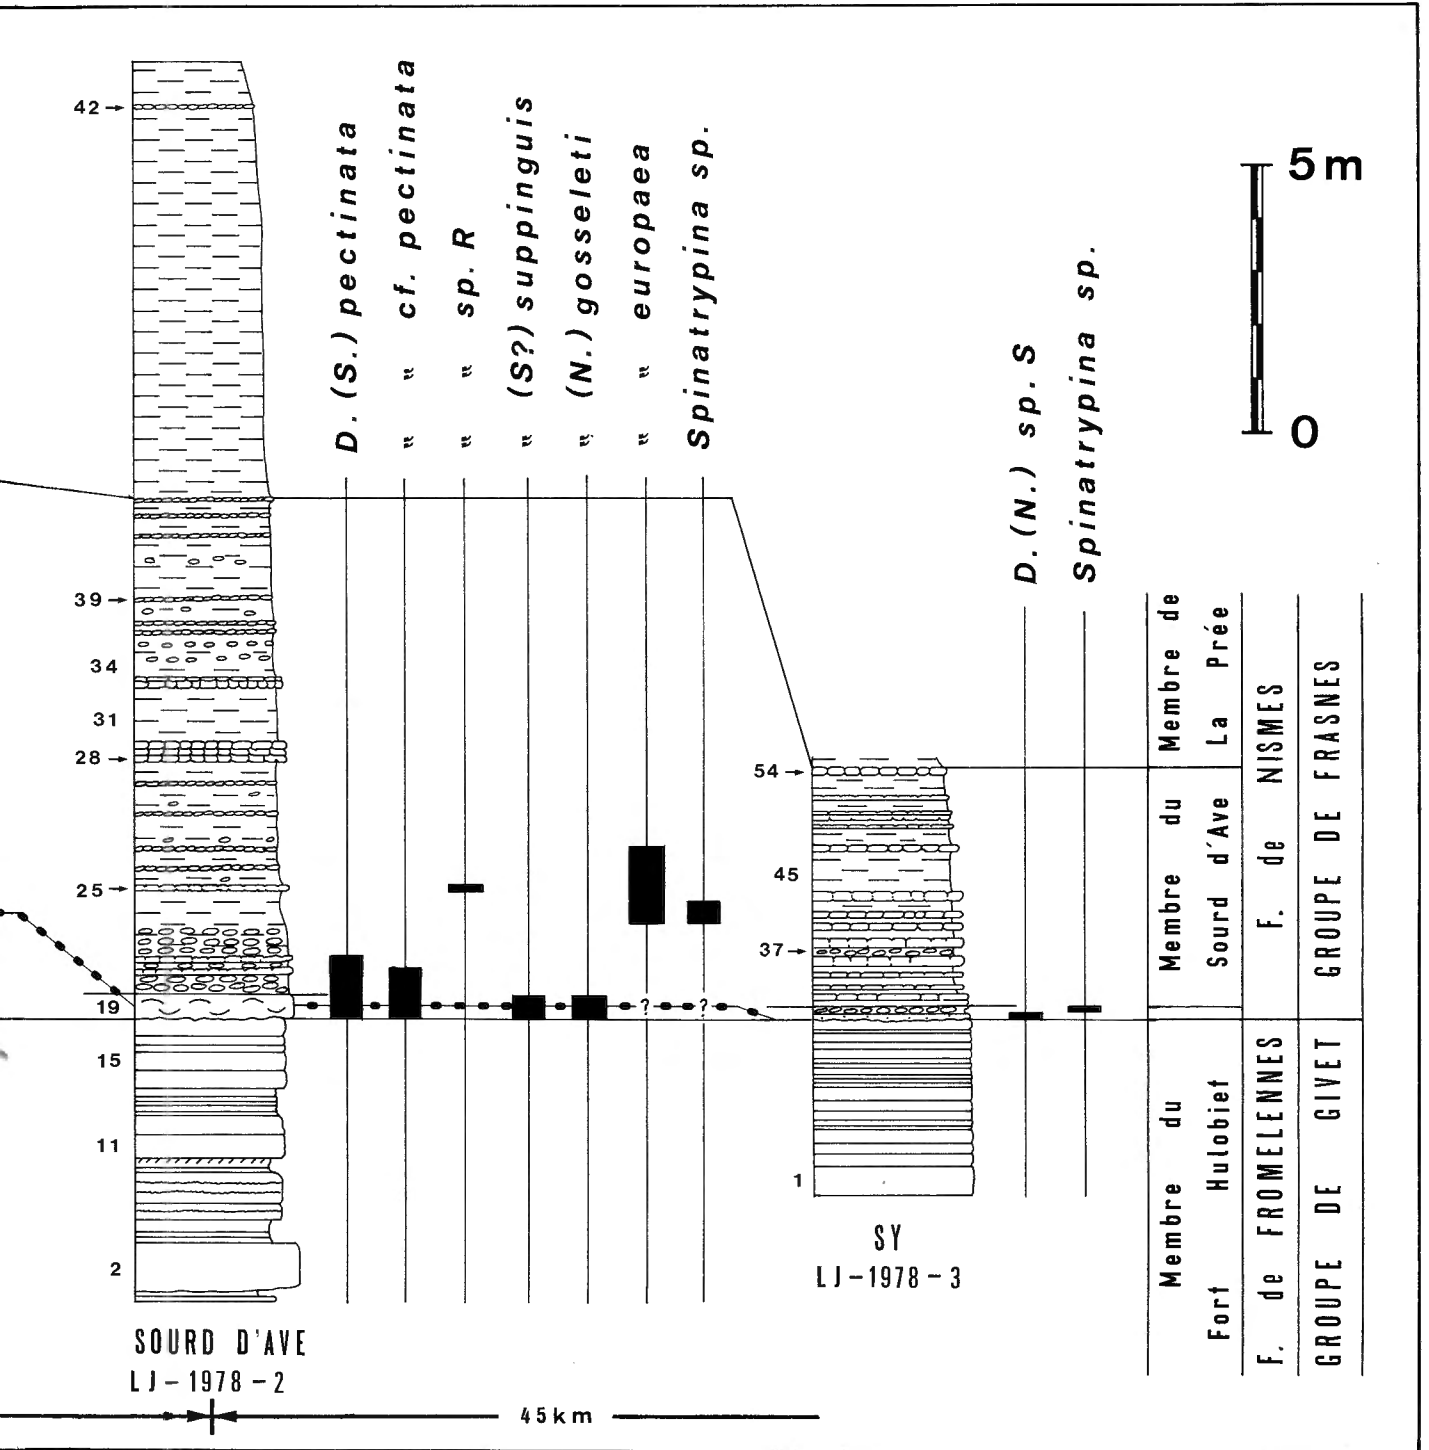 42
39
34
31
28
25
19
15
11
2
SOURD D'AVE
LJ-1978-2
D. (S.) pectinata
" cf. pectinata
" " sp. R
" (S?) suppinguis
" (N.) gosseleti
" " europaea
Spinatrypina sp.
? ?
54
45
37
1
SY
LJ-1978-3
D. (N.) sp. S
Spinatrypina sp.
5m
0
Membre de
La Prée
Membre du
Sourd d'Ave
Membre du
Fort Hulobiet
F. de NISMES
F. de FROMELENNES
GROUPE DE FRASNES
GROUPE DE GIVET
45km